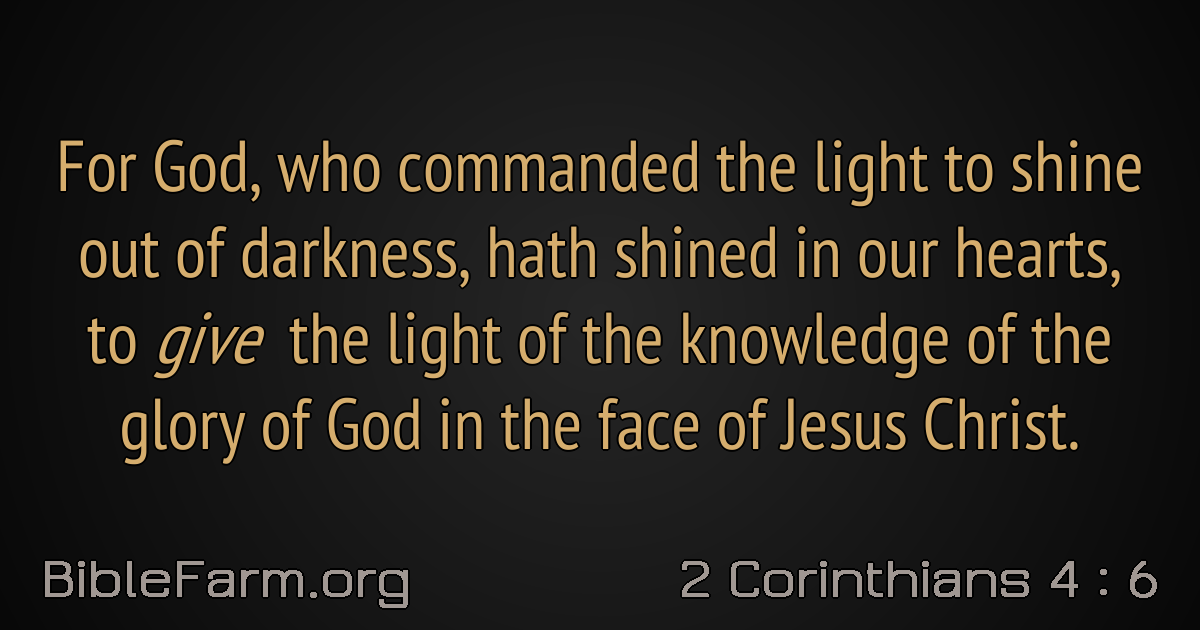 For God, who commanded the light to shine
out of darkness, hath shined in our hearts,
to give the light of the knowledge of the
glory of God in the face of Jesus Christ.
BibleFarm.org
2 Corinthians 4 : 6